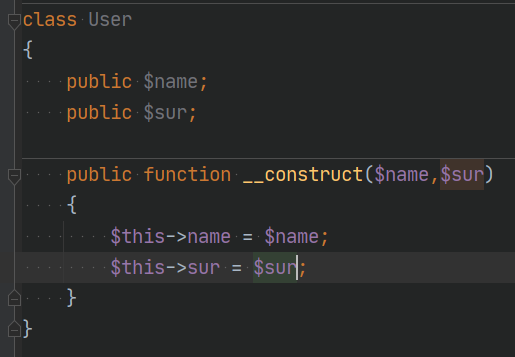 class User
{
    public $name;
    public $sur;

    public function __construct($name,$sur)
    {
        $this->name = $name;
        $this->sur = $sur;
    }
}